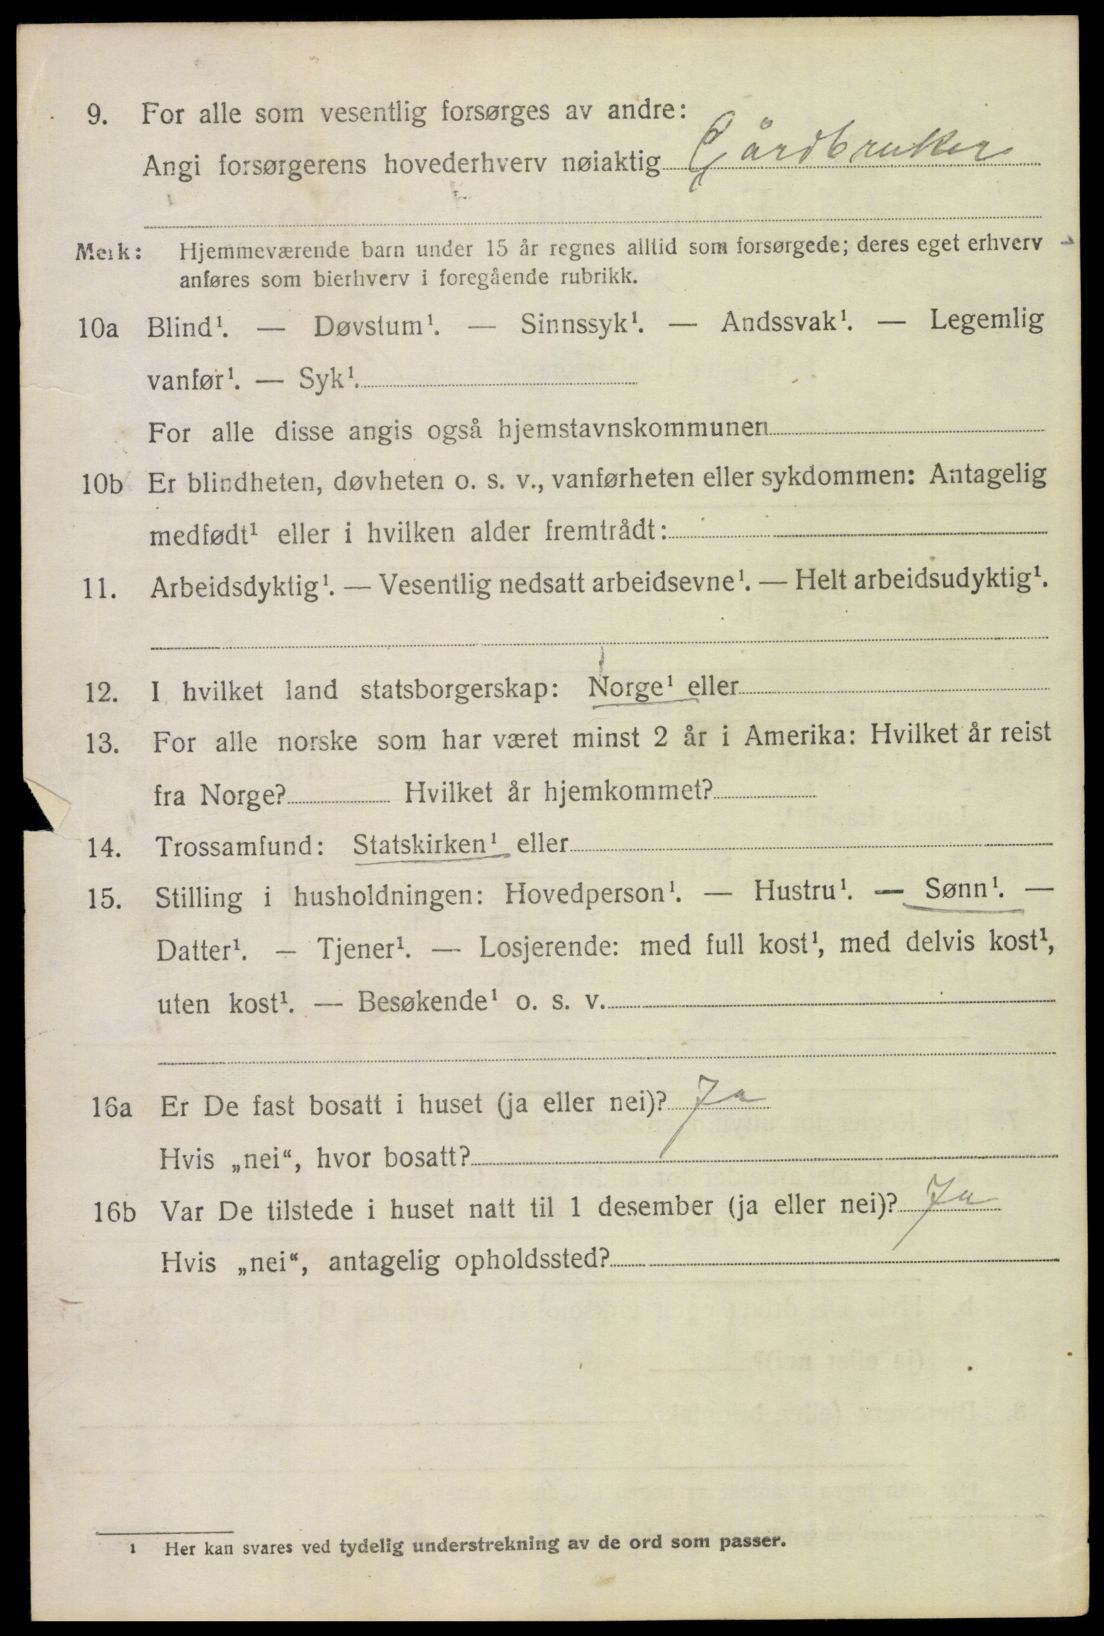 9. For alle som vesentlig forsørges av andre:
Angi forsørgerens hovederhverv nøiaktig Gårdbruker
Merk: Hjemmeværende barn under 15 år regnes alltid som forsørgede; deres eget erhverv
anføres som bierhverv i foregående rubrikk.
10a Blind¹. — Døvstum¹. — Sinnssyk¹. — Andssvak¹. — Legemlig
vanfør¹. — Syk¹.
For alle disse angis også hjemstavnskommunen
10b Er blindheten, døvheten o. s. v., vanførheten eller sykdommen: Antagelig
medfødt¹ eller i hvilken alder fremtrådt:
11. Arbeidsdyktig¹. — Vesentlig nedsatt arbeidsevne¹. — Helt arbeidsudyktig¹.
12. I hvilket land statsborgerskap: Norge¹ eller
13. For alle norske som har været minst 2 år i Amerika: Hvilket år reist
fra Norge? Hvilket år hjemkommet?
14. Trossamfund: Statskirken¹ eller
15. Stilling i husholdningen: Hovedperson¹. — Hustru¹. — Sønn¹. —
Datter¹. — Tjener¹. — Losjerende: med full kost¹, med delvis kost¹,
uten kost¹. — Besøkende¹ o. s. v.
16a Er De fast bosatt i huset (ja eller nei)? Ja
Hvis „nei“, hvor bosatt?
16b Var De tilstede i huset natt til 1 desember (ja eller nei)? Ja
Hvis „nei“, antagelig opholdssted?
¹ Her kan svares ved tydelig understrekning av de ord som passer.